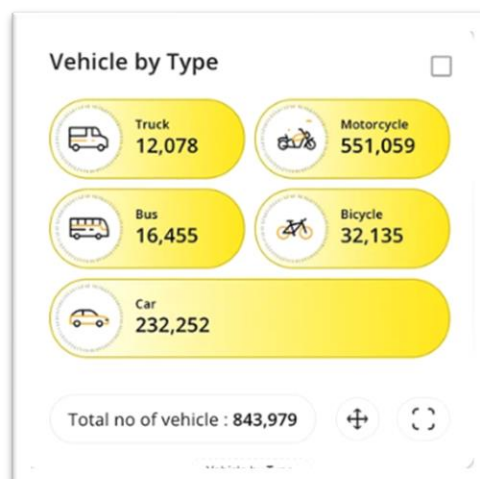 Vehicle by Type
Truck
12,078
Motorcycle
551,059
Bus
16,455
Bicycle
32,135
Car
232,252
Total no of vehicle : 843,979